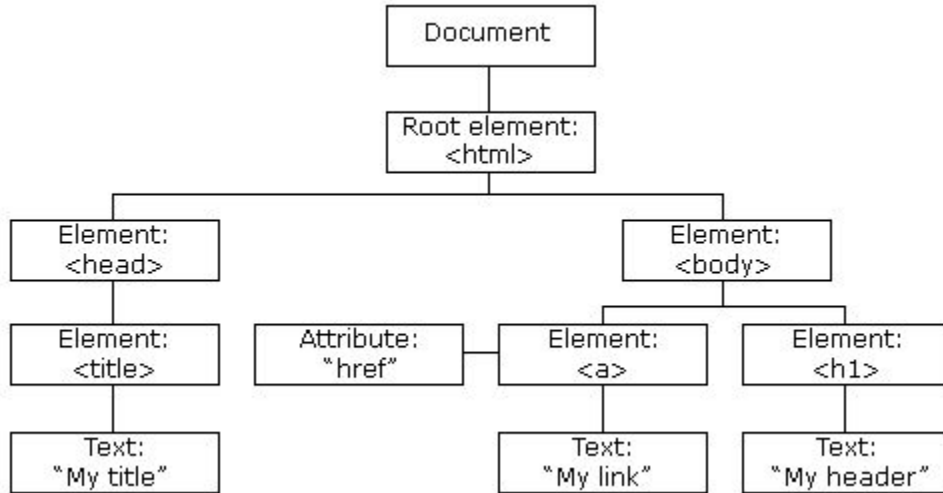 Document
Root element:
<html>
Element:
<head>
Element:
<body>
Element:
<title>
Attribute:
“href”
Element:
<a>
Element:
<h1>
Text:
“My title”
Text:
“My link”
Text:
“My header”